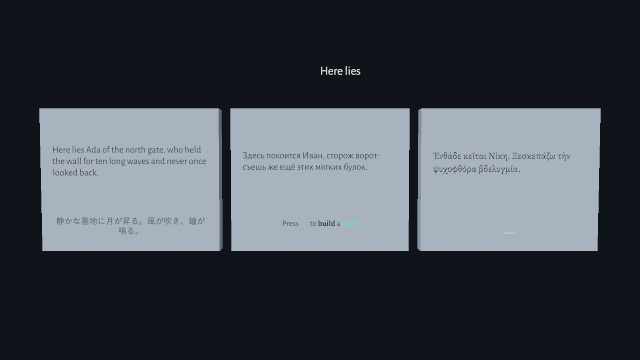 Here lies
Here lies Ada of the north gate, who held
the wall for ten long waves and never once
looked back.
静かな墓地に月が昇る。風が吹き、鐘が
鳴る。
Здесь покоится Иван, сторож ворот:
съешь же ещё этих мягких булок.
Press to build a
Ἐνθάδε κεῖται Νίκη. Ξεσκεπάζω τὴν
ψυχοφθόρα βδελυγμία.